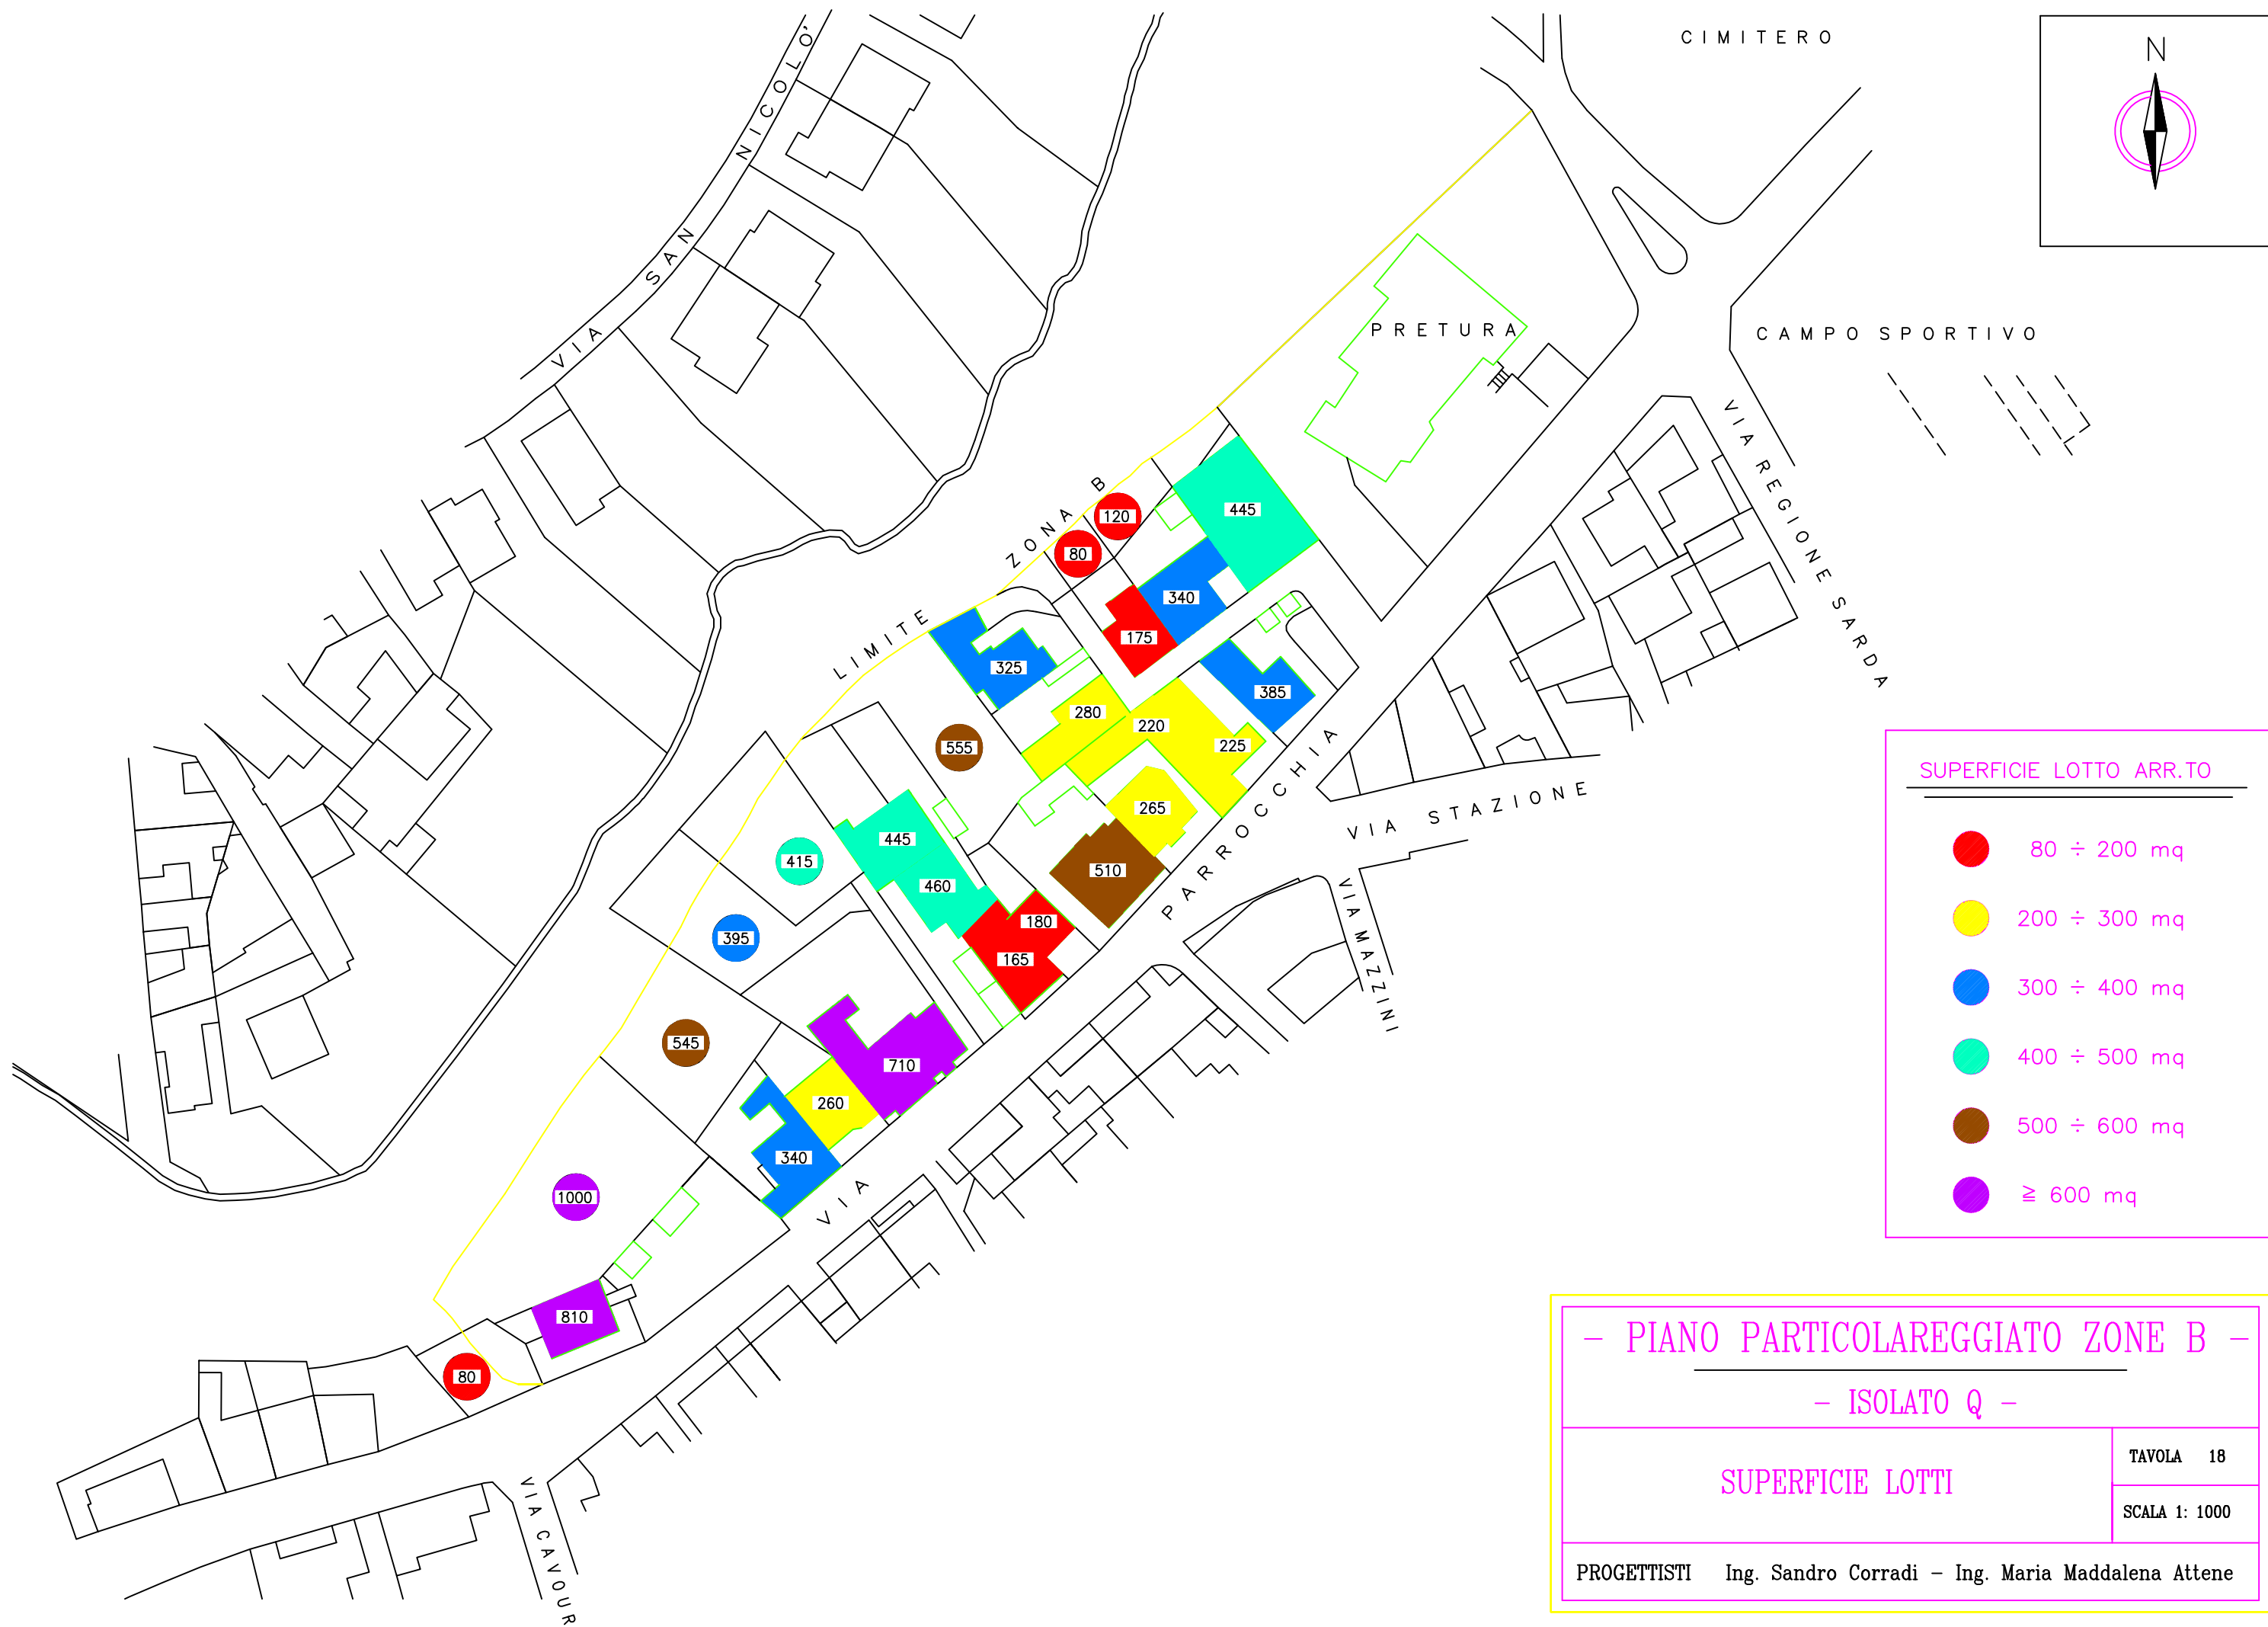 CIMITERO
N
VIA SAN NICOLO'
PRETURA
CAMPO SPORTIVO
VIA REGIONE SARDA
LIMITE ZONA B
120
80
445
340
175
325
385
280
220
225
555
265
445
415
460
510
180
165
395
545
710
260
340
1000
810
80
VIA PARROCCHIA
VIA STAZIONE
VIA MAZZINI
VIA CAVOUR
SUPERFICIE LOTTO ARR.TO
80 ÷ 200 mq
200 ÷ 300 mq
300 ÷ 400 mq
400 ÷ 500 mq
500 ÷ 600 mq
≧ 600 mq
– PIANO PARTICOLAREGGIATO ZONE B –
– ISOLATO Q –
SUPERFICIE LOTTI
TAVOLA 18
SCALA 1: 1000
PROGETTISTI Ing. Sandro Corradi – Ing. Maria Maddalena Attene